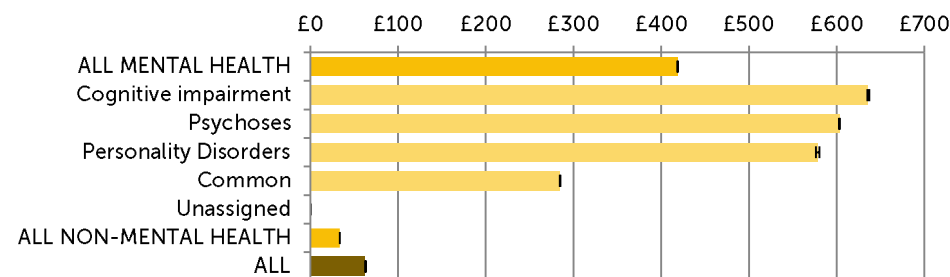 £0 £100 £200 £300 £400 £500 £600 £700
ALL MENTAL HEALTH
Cognitive impairment
Psychoses
Personality Disorders
Common
Unassigned
ALL NON-MENTAL HEALTH
ALL